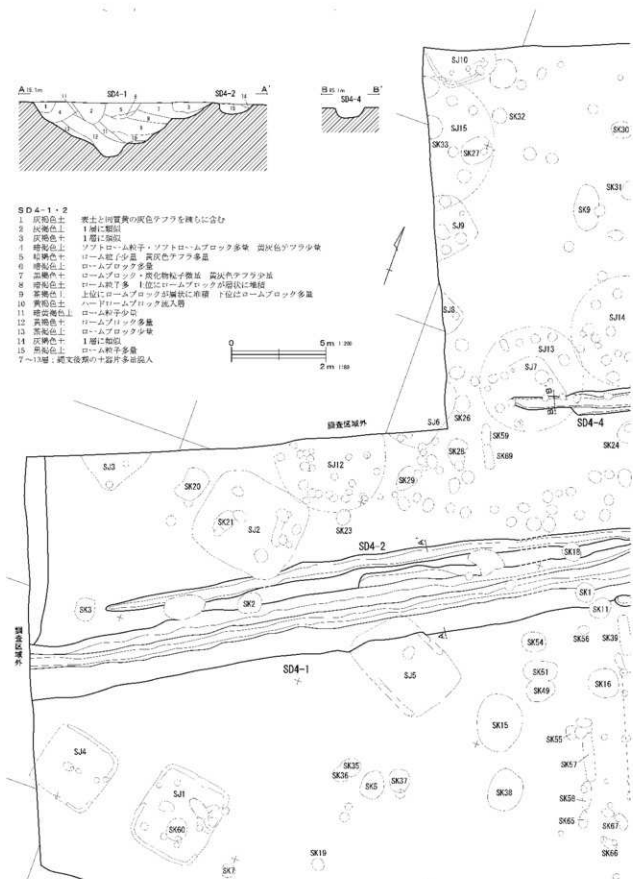 A
SD4-1
SD4-2
A'
B
SD4-4
B'
SD4-1・2
1 灰褐色土 表土と同質黄の灰色テフラを斑らに含む
2 灰褐色土 1層に類似
3 灰褐色土 1層に類似
4 暗褐色土 ソフトローム粒子・ソフトロームブロック多量 黄灰色テフラ少量
5 暗褐色土 ローム粒子少量 黄灰色テフラ多量
6 暗褐色土 ロームブロック多量
7 黒褐色土 ロームブロック・炭化物粒子微量 黄灰色テフラ少量
8 暗褐色土 ローム粒子多 上位にロームブロックが層状に堆積
9 茶褐色土 上位にロームブロックが層状に堆積 下位にロームブロック多量
10 黄褐色土 ハードロームブロック流入層
11 暗黄褐色土 ローム粒子少量
12 黄褐色土 ロームブロック多量
13 茶褐色土 ロームブロック少量
14 灰褐色土 1層に類似
15 黒褐色土 ローム粒子多量
7～13層：縄文後期の土器片多量混入
0 5m 1:200
2m 1:100
調査区域外
SJ10
SJ15
SK32
SK33
SK27
SK30
SK31
SK9
SJ9
SJ8
SJ14
SJ13
SJ7
SD4-4
SK24
SJ6
SK26
SK59
SK69
SK28
SJ3
SJ12
SK20
SK29
SK21
SJ2
SK23
SD4-2
SK18
SK3
SK2
SK1
SK11
調査区域外
SD4-1
SK54
SK56
SK39
SJ5
SK51
SK49
SK16
SK15
SJ4
SK55
SK57
SK35
SK36
SK5
SK37
SK38
SJ1
SK58
SK65
SK67
SK60
SK66
SK19
SK7